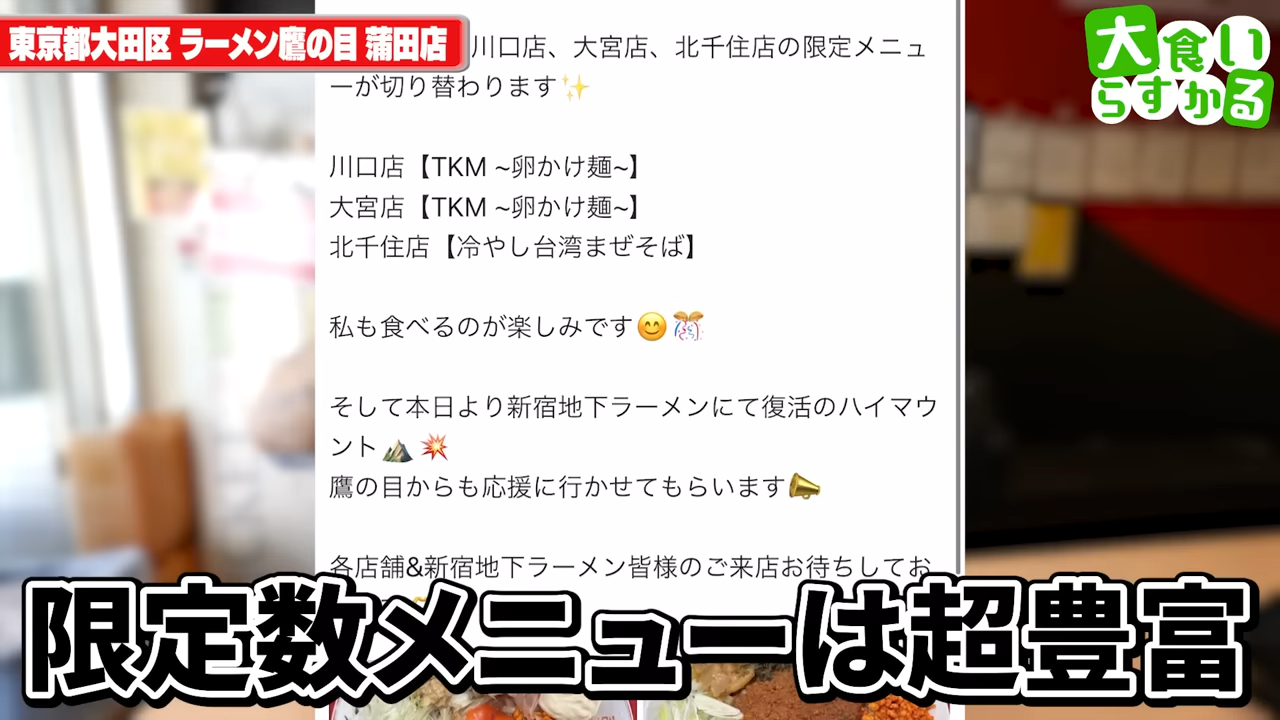 東京都大田区 ラーメン鷹の目 蒲田店
大食い
らすかる
川口店、大宮店、北千住店の限定メニュ
ーが切り替わります✨
川口店【TKM ~卵かけ麺~】
大宮店【TKM ~卵かけ麺~】
北千住店【冷やし台湾まぜそば】
私も食べるのが楽しみです😊🎊
そして本日より新宿地下ラーメンにて復活のハイマウ
ント⛰️💥
鷹の目からも応援に行かせてもらいます📣
各店舗&新宿地下ラーメン皆様のご来店お待ちしてお
限定数メニューは超豊富